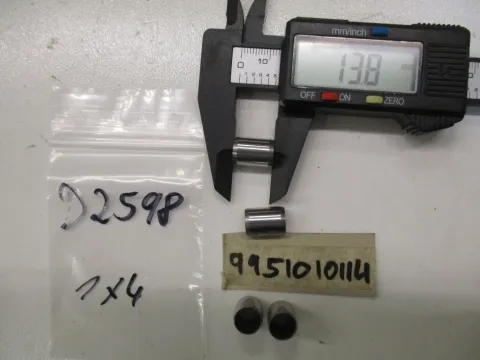 mm/inch
0 10
13.8
OFF ON ZERO
D2598
1x4
9951010114